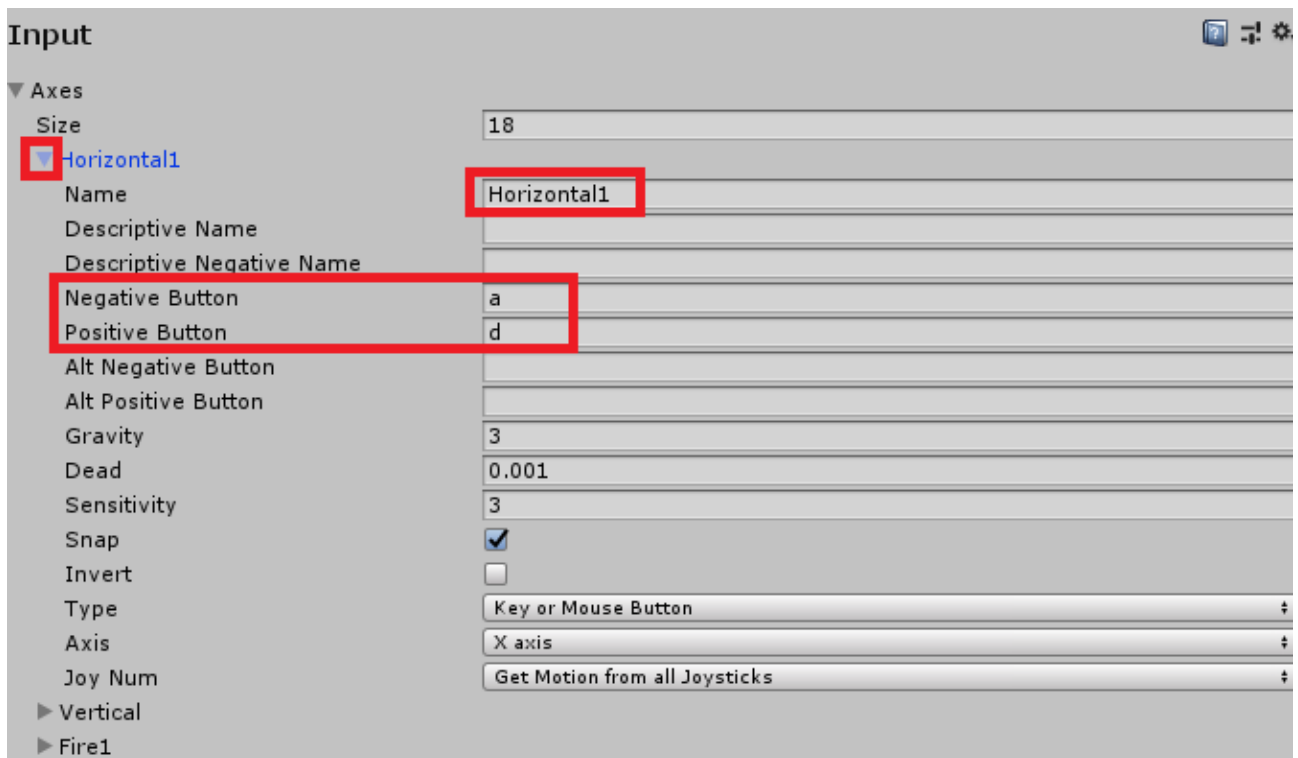 Input
Axes
Size 18
Horizontal1
Name Horizontal1
Descriptive Name
Descriptive Negative Name
Negative Button a
Positive Button d
Alt Negative Button
Alt Positive Button
Gravity 3
Dead 0.001
Sensitivity 3
Snap
Invert
Type Key or Mouse Button
Axis X axis
Joy Num Get Motion from all Joysticks
Vertical
Fire1